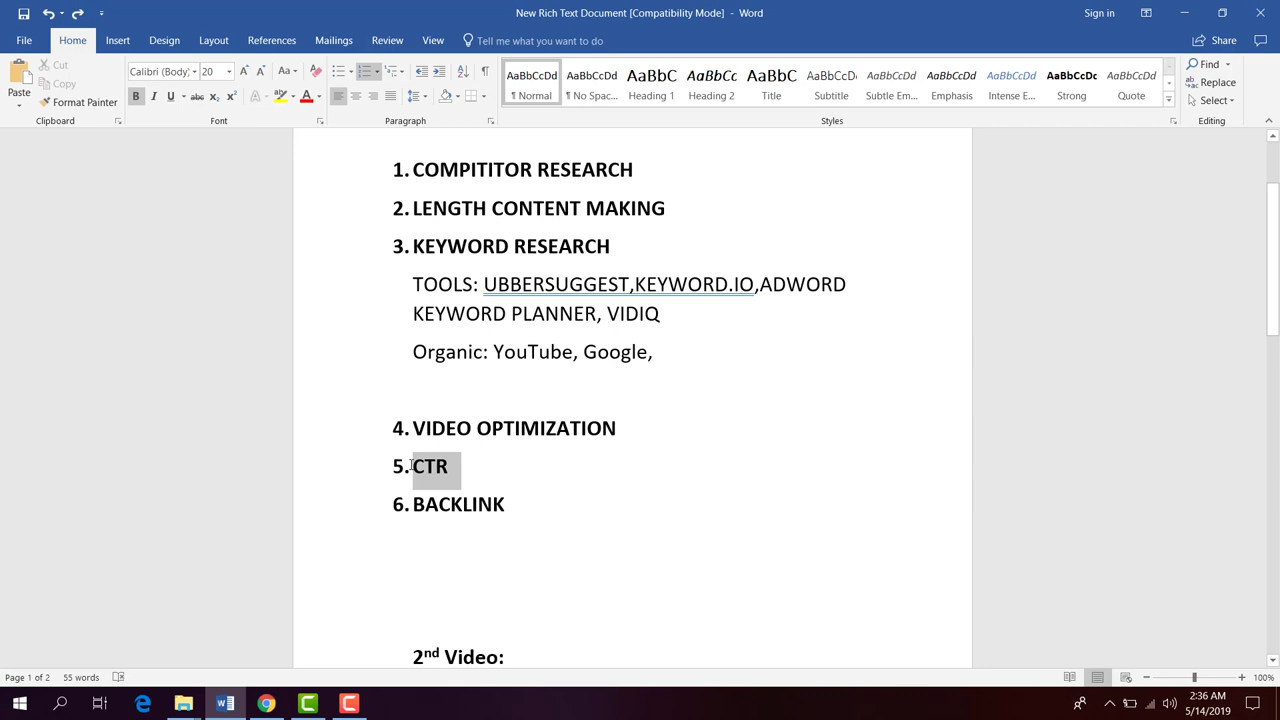 New Rich Text Document [Compatibility Mode] - Word
Sign in
File Home Insert Design Layout References Mailings Review View Tell me what you want to do Share
Paste
Cut
Copy
Format Painter
Clipboard
Calibri (Body) 20
Font
Paragraph
AaBbCcDd AaBbCcDd AaBbC AaBbCc AaBbC AaBbCcD AaBbCcDd AaBbCcDd AaBbCcDd AaBbCcDc AaBbCcDd
¶ Normal ¶ No Spac... Heading 1 Heading 2 Title Subtitle Subtle Em... Emphasis Intense E... Strong Quote
Styles
Find
Replace
Select
Editing
1. COMPITITOR RESEARCH
2. LENGTH CONTENT MAKING
3. KEYWORD RESEARCH
TOOLS: UBBERSUGGEST,KEYWORD.IO,ADWORD
KEYWORD PLANNER, VIDIQ
Organic: YouTube, Google,
4. VIDEO OPTIMIZATION
5. CTR
6. BACKLINK
2nd Video:
Page 1 of 2 55 words
100%
2:36 AM
5/14/2019